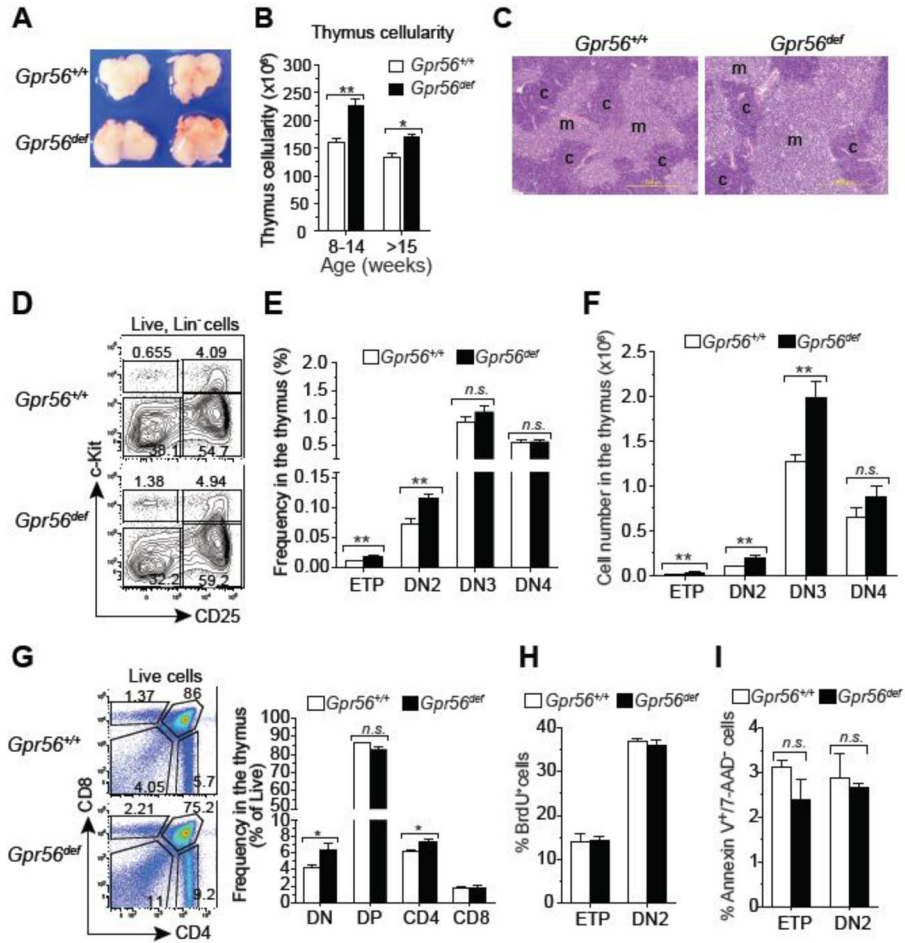 A
Gpr56+/+
Gpr56def
B
Thymus cellularity
Gpr56+/+
Gpr56def
Thymus cellularity (x10⁶)
300
250
200
150
100
50
0
**
*
8-14 >15
Age (weeks)
C
Gpr56+/+ Gpr56def
c c m m c c
m c m c c
D
Live, Lin⁻ cells
Gpr56+/+
0.655 4.09
38.1 54.7
Gpr56def
1.38 4.94
32.2 59.2
c-Kit
CD25
E
Gpr56+/+ Gpr56def
Frequency in the thymus (%)
2.0
1.5
1.0
0.5
0.15
0.10
0.05
0.00
** ** n.s. n.s.
ETP DN2 DN3 DN4
F
Gpr56+/+ Gpr56def
Cell number in the thymus (x10⁶)
2.5
2.0
1.5
1.0
0.5
0.0
** ** ** n.s.
ETP DN2 DN3 DN4
G
Live cells
Gpr56+/+
1.37 86
4.05 5.7
Gpr56def
2.21 75.2
11 9.2
CD8
CD4
Gpr56+/+ Gpr56def
Frequency in the thymus
(% of Live)
100
90
80
70
60
50
8
6
4
2
0
* n.s. *
DN DP CD4 CD8
H
Gpr56+/+ Gpr56def
% BrdU⁺cells
40
30
20
10
0
ETP DN2
I
Gpr56+/+ Gpr56def
% Annexin V⁺/7-AAD⁻ cells
4
3
2
1
0
n.s. n.s.
ETP DN2